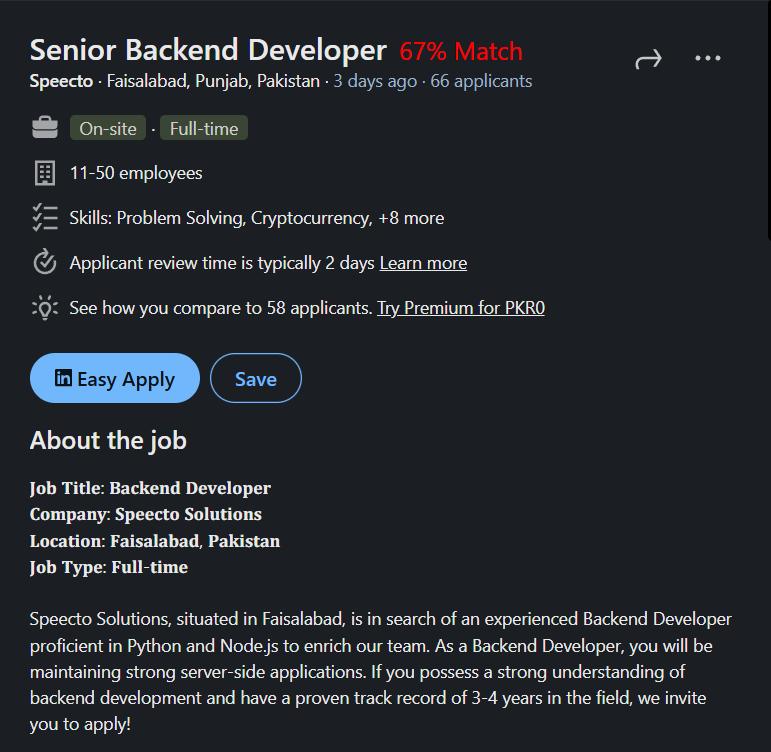 Senior Backend Developer 67% Match
Speecto · Faisalabad, Punjab, Pakistan · 3 days ago · 66 applicants
On-site · Full-time
11-50 employees
Skills: Problem Solving, Cryptocurrency, +8 more
Applicant review time is typically 2 days Learn more
See how you compare to 58 applicants. Try Premium for PKR0
in Easy Apply Save
About the job
Job Title: Backend Developer
Company: Speecto Solutions
Location: Faisalabad, Pakistan
Job Type: Full-time
Speecto Solutions, situated in Faisalabad, is in search of an experienced Backend Developer
proficient in Python and Node.js to enrich our team. As a Backend Developer, you will be
maintaining strong server-side applications. If you possess a strong understanding of
backend development and have a proven track record of 3-4 years in the field, we invite
you to apply!